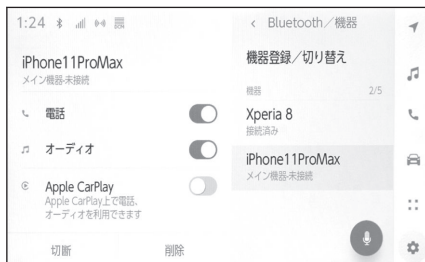 1:24
iPhone11ProMax
メイン機器-未接続
電話
オーディオ
Apple CarPlay
Apple CarPlay上で電話、
オーディオを利用できます
切断
削除
< Bluetooth／機器
機器登録／切り替え
機器 2/5
Xperia 8
接続済み
iPhone11ProMax
メイン機器-未接続